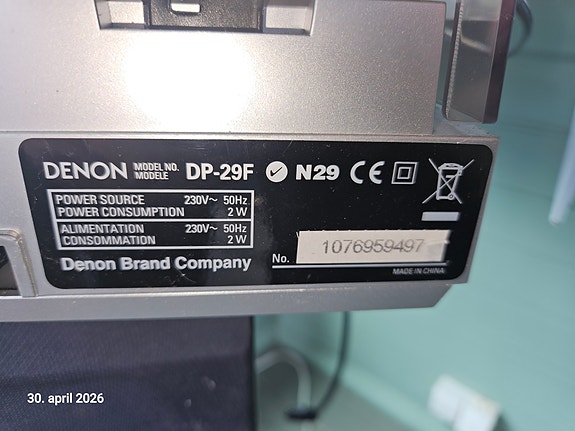 DENON MODEL NO. MODELE DP-29F N29 CE
POWER SOURCE 230V~ 50Hz
POWER CONSUMPTION 2 W
ALIMENTATION 230V~ 50Hz
CONSOMMATION 2 W
Denon Brand Company
No. 1076959497
MADE IN CHINA
30. april 2026